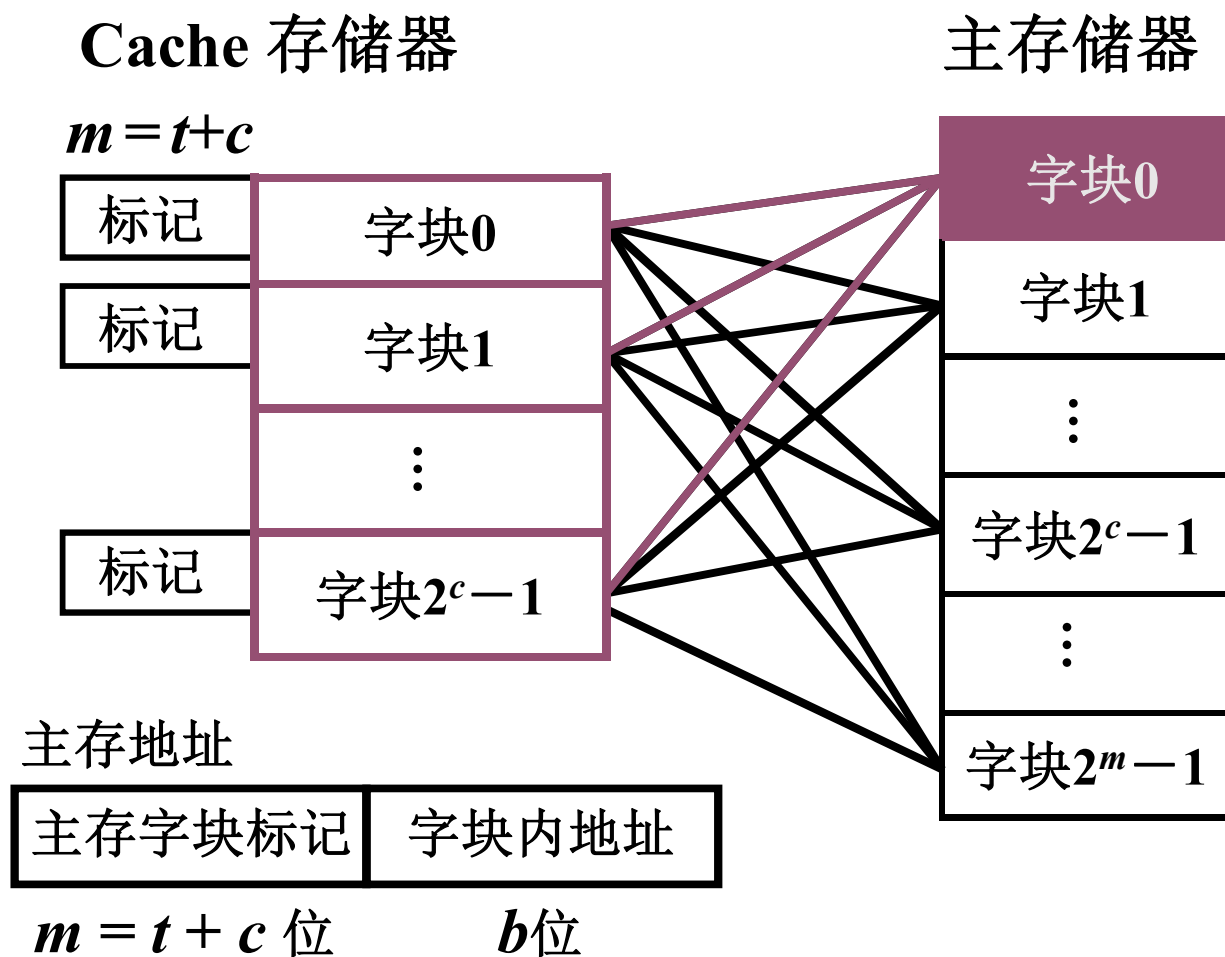 Cache 存储器
主存储器
m = t+c
标记
字块0
标记
字块1
⋮
标记
字块2ᶜ－1
字块0
字块1
⋮
字块2ᶜ－1
⋮
字块2ᵐ－1
主存地址
主存字块标记 字块内地址
m = t + c 位 b位